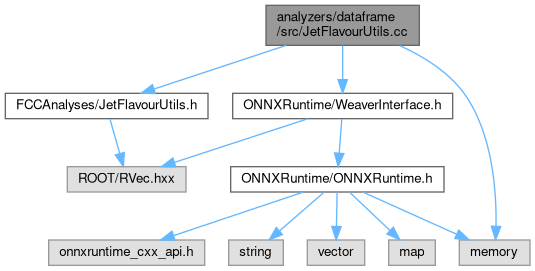 analyzers/dataframe
/src/JetFlavourUtils.cc
FCCAnalyses/JetFlavourUtils.h
ONNXRuntime/WeaverInterface.h
ROOT/RVec.hxx
ONNXRuntime/ONNXRuntime.h
onnxruntime_cxx_api.h
string
vector
map
memory